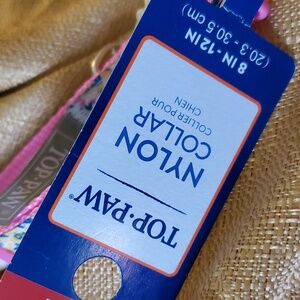 TOP•PAW®
NYLON
COLLAR
COLLIER POUR
CHIEN
8 IN - 12 IN
(20.3 - 30.5 cm)
TOP•PAW